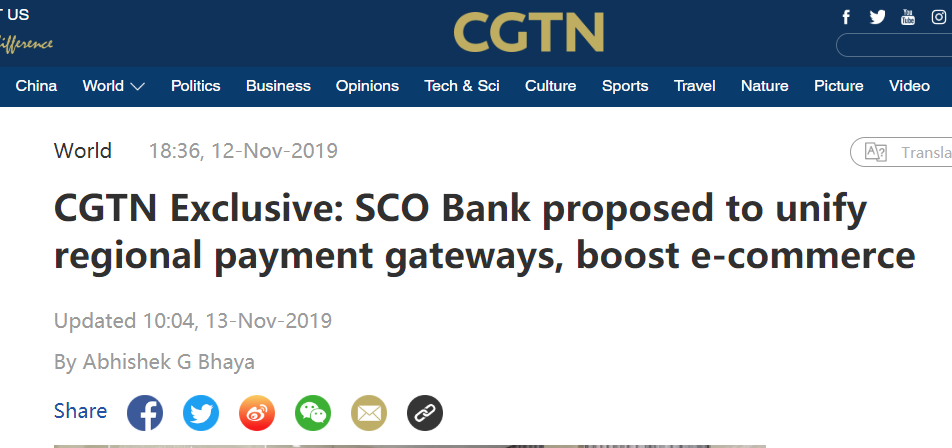 US
difference
CGTN
China World Politics Business Opinions Tech & Sci Culture Sports Travel Nature Picture Video
World 18:36, 12-Nov-2019
CGTN Exclusive: SCO Bank proposed to unify
regional payment gateways, boost e-commerce
Updated 10:04, 13-Nov-2019
By Abhishek G Bhaya
Share